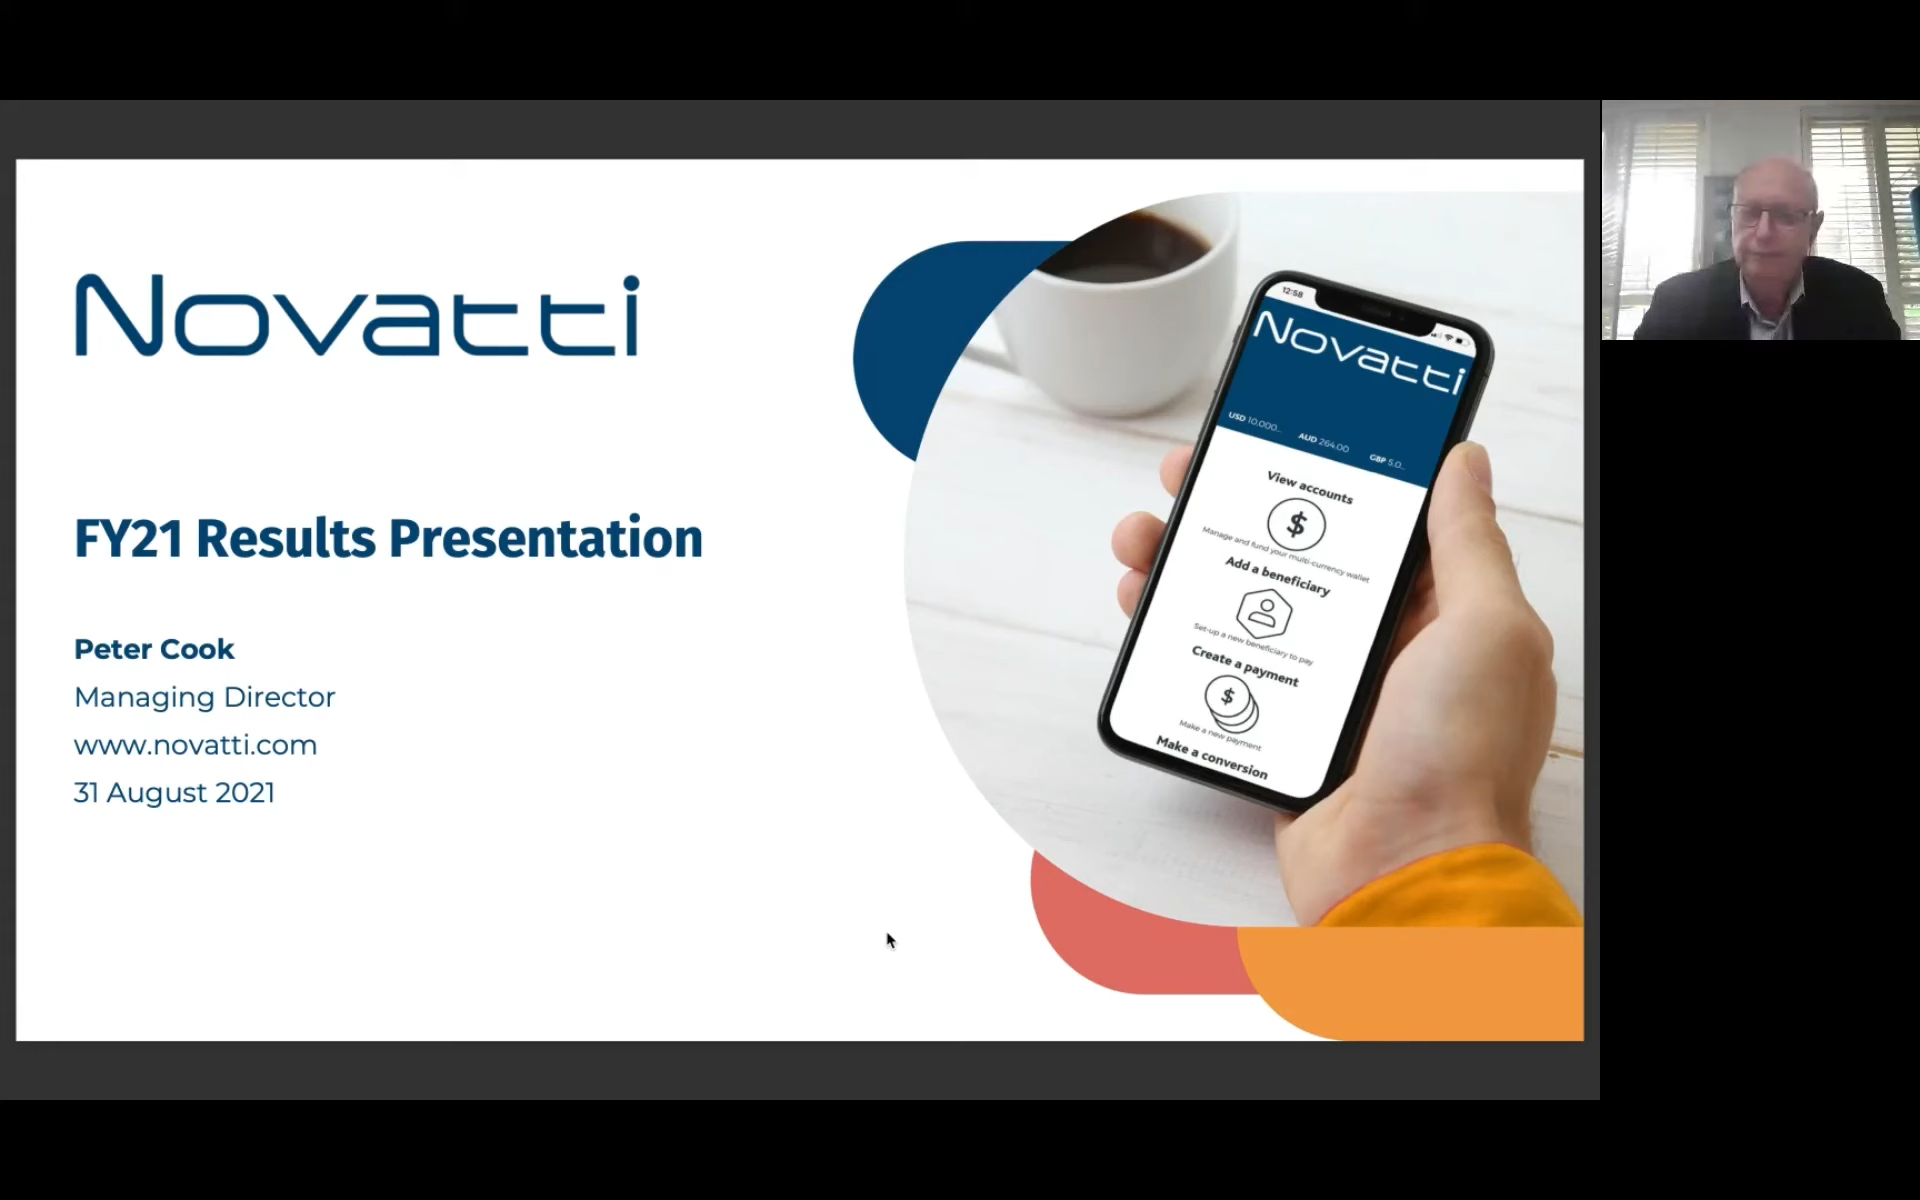 Novatti
FY21 Results Presentation
Peter Cook
Managing Director
www.novatti.com
31 August 2021
12:58
Novatti
USD 10,000...
AUD 264.00
GBP 5.0...
View accounts
$
Manage and fund your multi-currency wallet
Add a beneficiary
Set-up a new beneficiary to pay
Create a payment
$
Make a new payment
Make a conversion